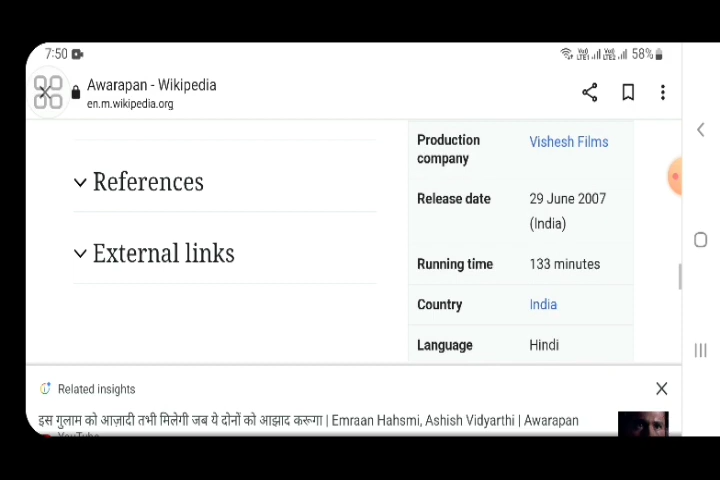 7:50
58%
Awarapan - Wikipedia
en.m.wikipedia.org
Production company
Vishesh Films
References
Release date
29 June 2007 (India)
External links
Running time
133 minutes
Country
India
Language
Hindi
Related insights
इस गुलाम को आज़ादी तभी मिलेगी जब ये दोनों को आझाद करूगा | Emraan Hahsmi, Ashish Vidyarthi | Awarapan
YouTube